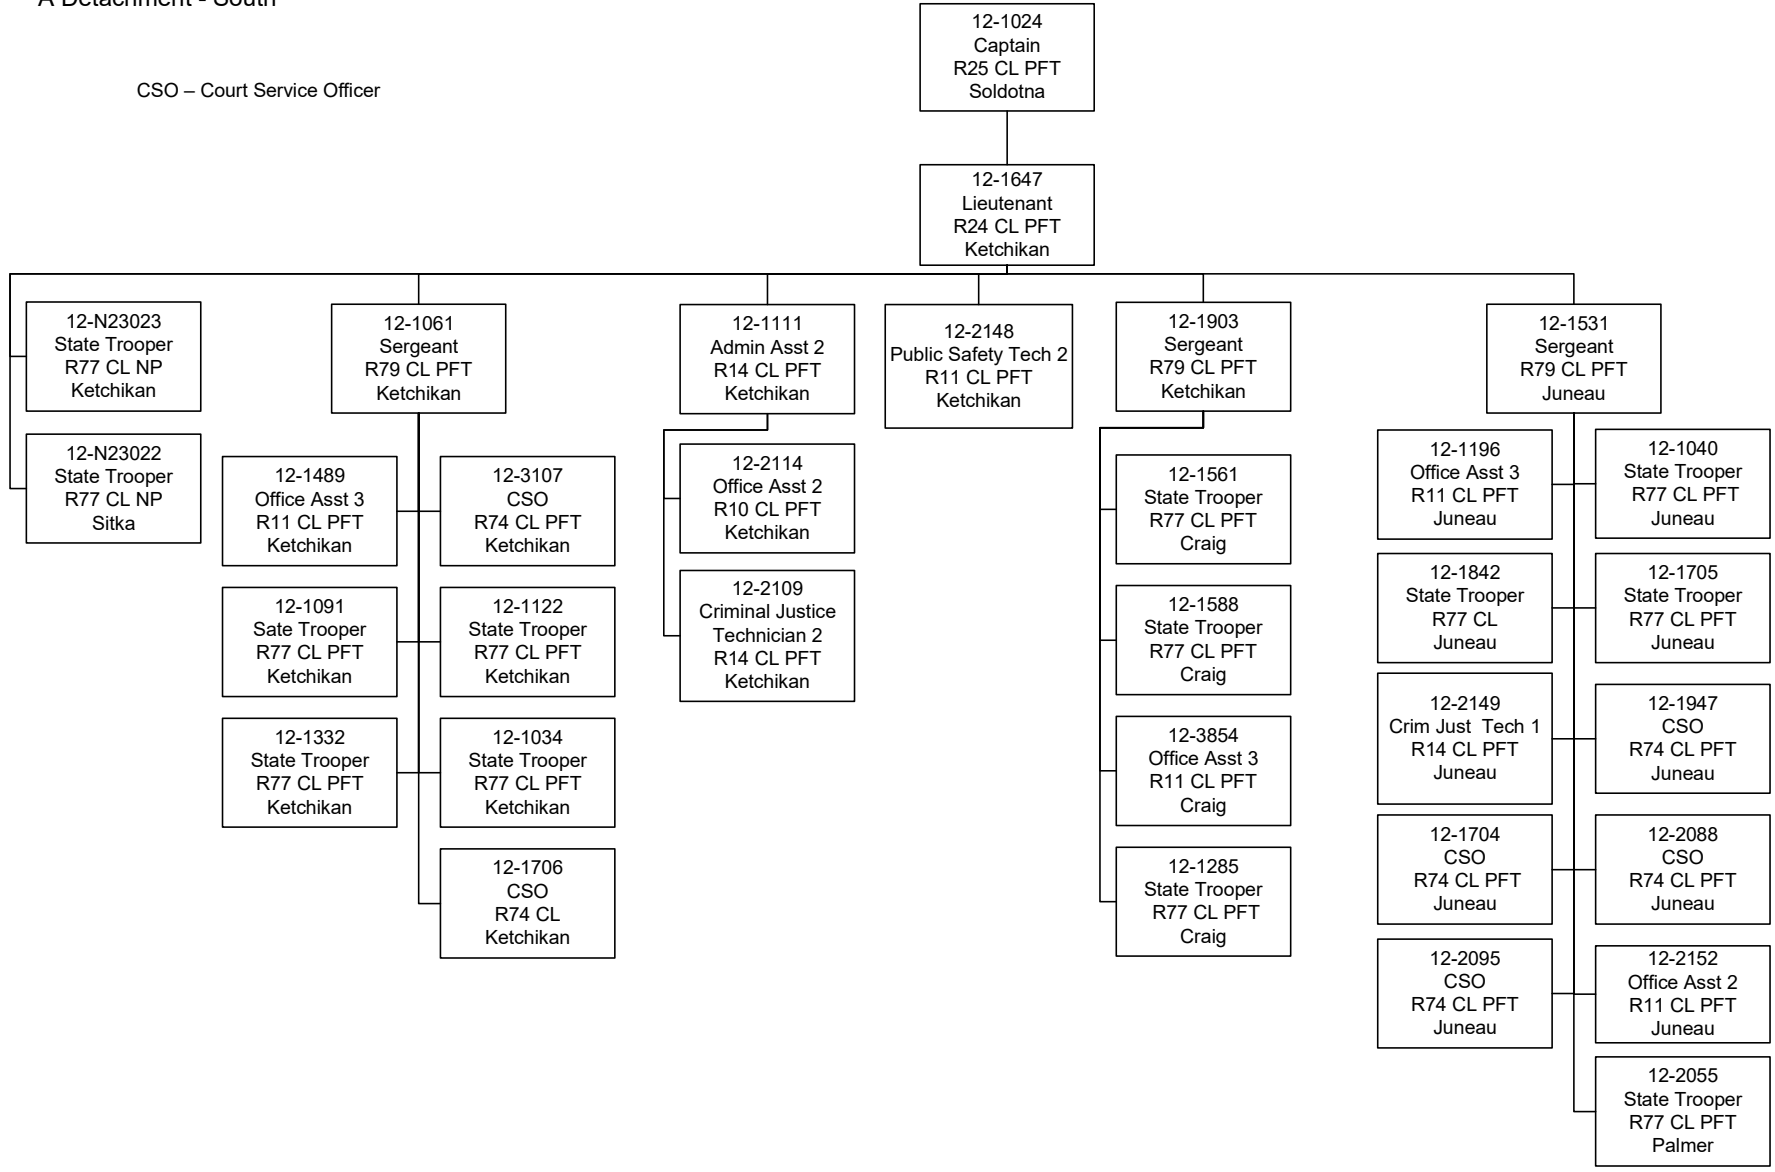 A Detachment - South
CSO – Court Service Officer
12-1024
Captain
R25 CL PFT
Soldotna
12-1647
Lieutenant
R24 CL PFT
Ketchikan
12-N23023
State Trooper
R77 CL NP
Ketchikan
12-N23022
State Trooper
R77 CL NP
Sitka
12-1061
Sergeant
R79 CL PFT
Ketchikan
12-1489
Office Asst 3
R11 CL PFT
Ketchikan
12-3107
CSO
R74 CL PFT
Ketchikan
12-1091
Sate Trooper
R77 CL PFT
Ketchikan
12-1122
State Trooper
R77 CL PFT
Ketchikan
12-1332
State Trooper
R77 CL PFT
Ketchikan
12-1034
State Trooper
R77 CL PFT
Ketchikan
12-1706
CSO
R74 CL
Ketchikan
12-1111
Admin Asst 2
R14 CL PFT
Ketchikan
12-2114
Office Asst 2
R10 CL PFT
Ketchikan
12-2109
Criminal Justice
Technician 2
R14 CL PFT
Ketchikan
12-2148
Public Safety Tech 2
R11 CL PFT
Ketchikan
12-1903
Sergeant
R79 CL PFT
Ketchikan
12-1561
State Trooper
R77 CL PFT
Craig
12-1588
State Trooper
R77 CL PFT
Craig
12-3854
Office Asst 3
R11 CL PFT
Craig
12-1285
State Trooper
R77 CL PFT
Craig
12-1531
Sergeant
R79 CL PFT
Juneau
12-1196
Office Asst 3
R11 CL PFT
Juneau
12-1040
State Trooper
R77 CL PFT
Juneau
12-1842
State Trooper
R77 CL
Juneau
12-1705
State Trooper
R77 CL PFT
Juneau
12-2149
Crim Just  Tech 1
R14 CL PFT
Juneau
12-1947
CSO
R74 CL PFT
Juneau
12-1704
CSO
R74 CL PFT
Juneau
12-2088
CSO
R74 CL PFT
Juneau
12-2095
CSO
R74 CL PFT
Juneau
12-2152
Office Asst 2
R11 CL PFT
Juneau
12-2055
State Trooper
R77 CL PFT
Palmer